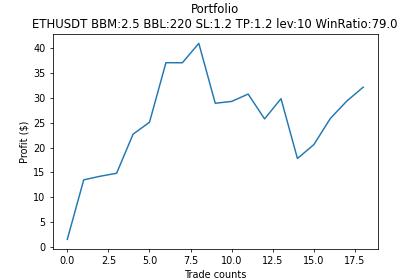 Portfolio
ETHUSDT BBM:2.5 BBL:220 SL:1.2 TP:1.2 lev:10 WinRatio:79.0
40
35
30
25
20
15
10
5
0
Profit ($)
0.0 2.5 5.0 7.5 10.0 12.5 15.0 17.5
Trade counts